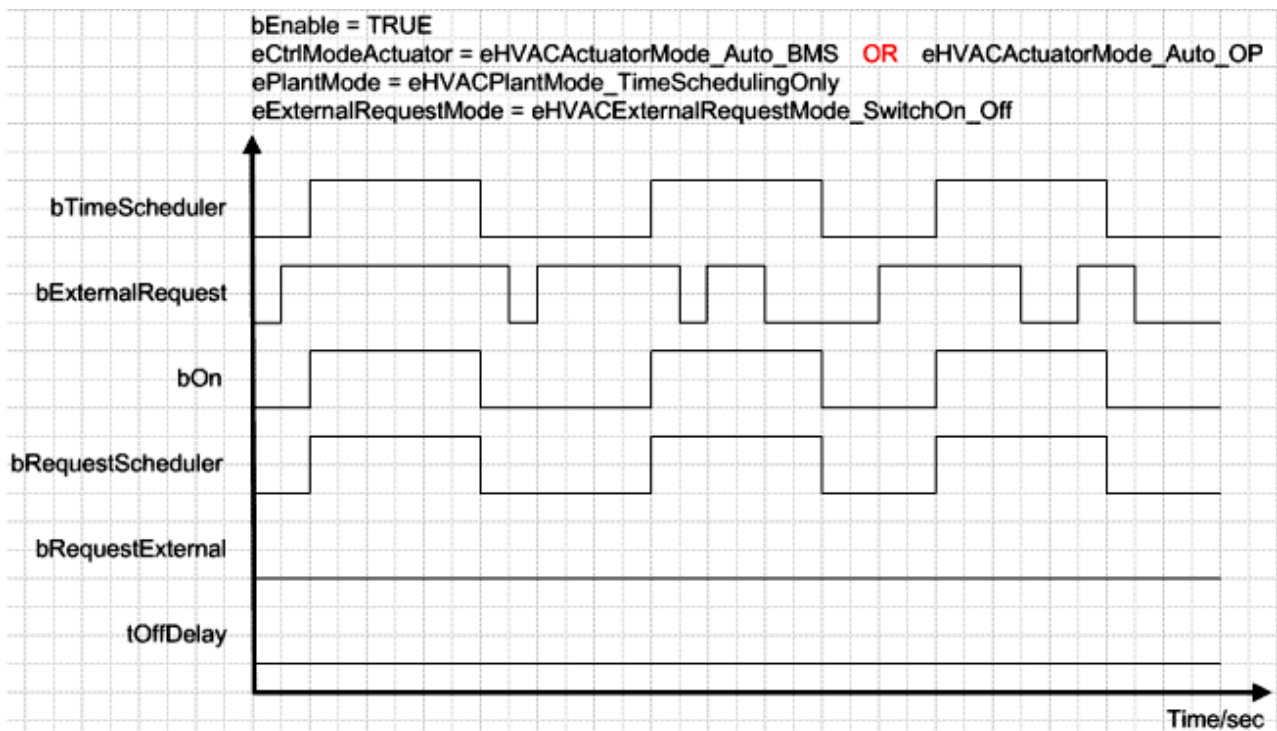 bEnable = TRUE
eCtrlModeActuator = eHVACActuatorMode_Auto_BMS OR eHVACActuatorMode_Auto_OP
ePlantMode = eHVACPlantMode_TimeSchedulingOnly
eExternalRequestMode = eHVACExternalRequestMode_SwitchOn_Off
bTimeScheduler
bExternalRequest
bOn
bRequestScheduler
bRequestExternal
tOffDelay
Time/sec